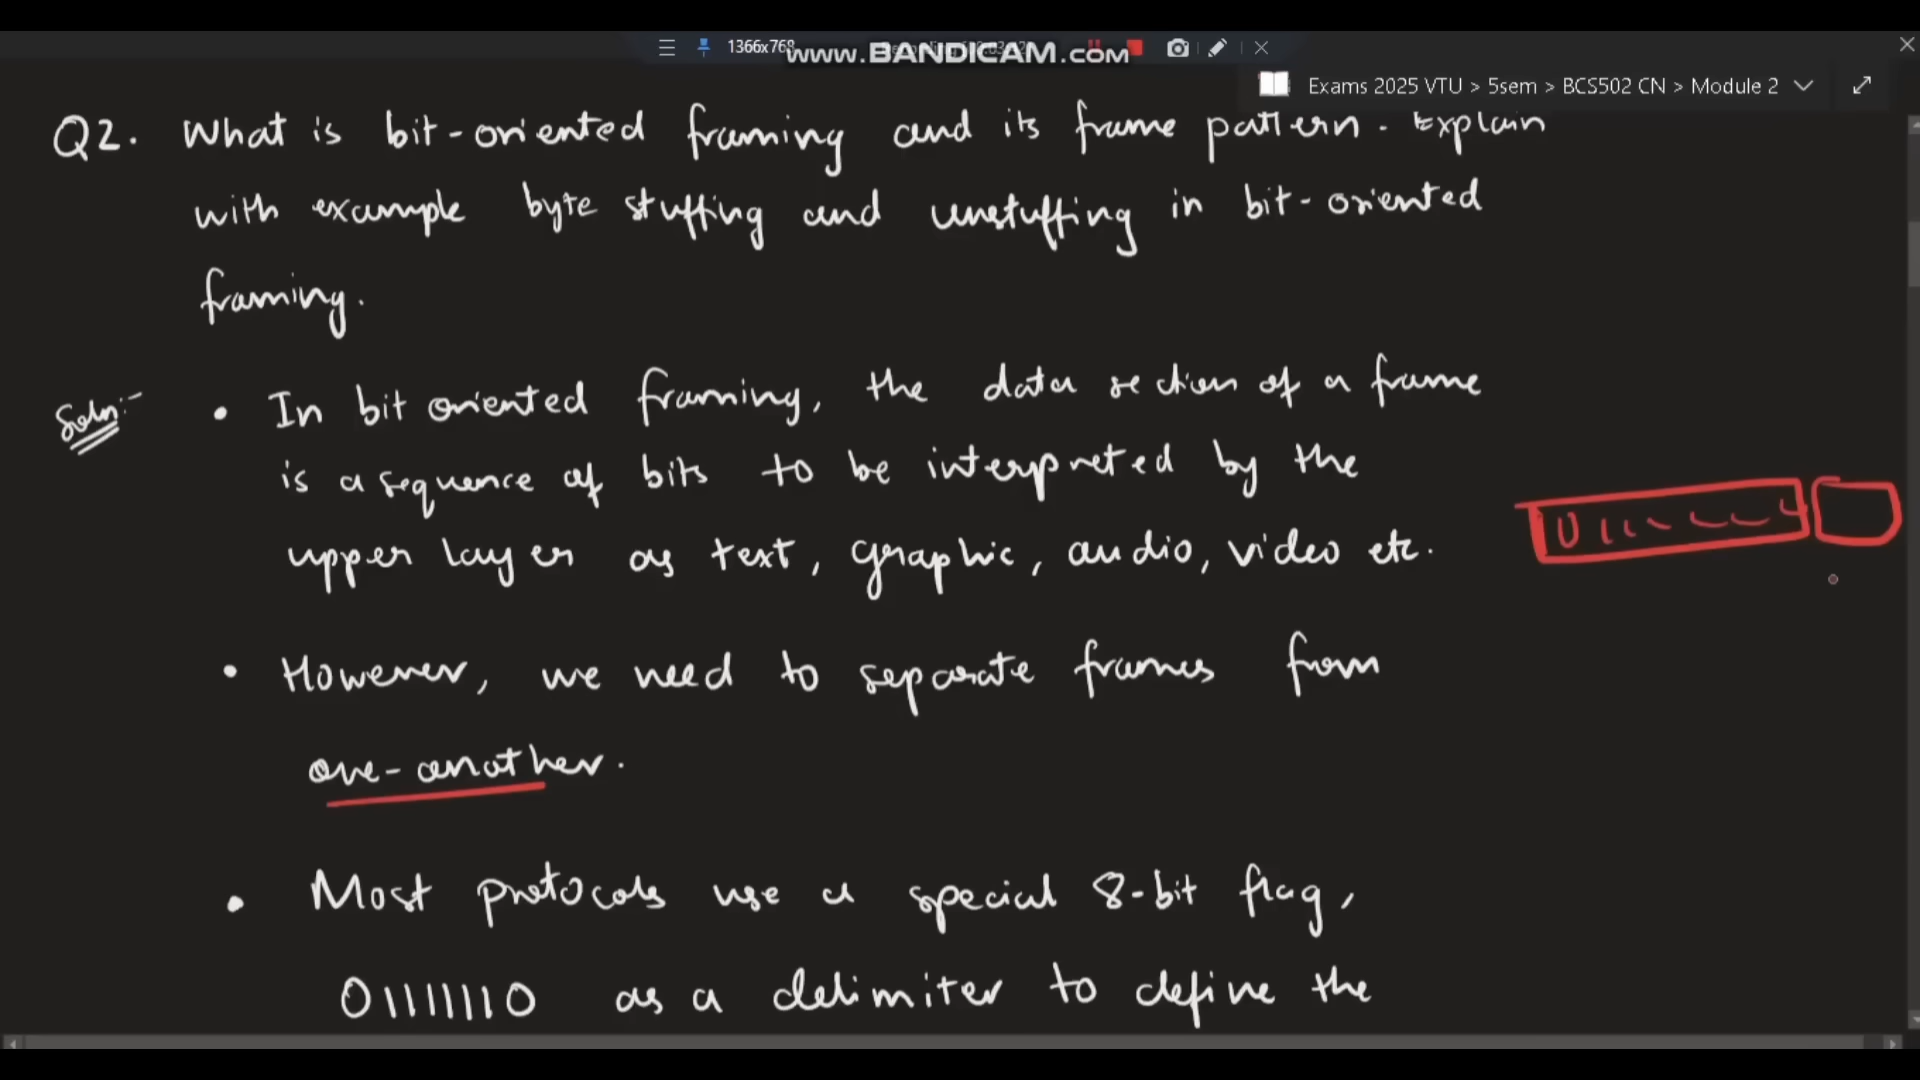 1366x768
www.BANDICAM.com
Exams 2025 VTU > 5sem > BCS502 CN > Module 2
Q2. What is bit-oriented framing and its frame pattern. Explain
with example byte stuffing and unstuffing in bit-oriented
framing.
Soln:-
• In bit oriented framing, the data section of a frame
is a sequence of bits to be interpreted by the
upper layer as text, graphic, audio, video etc.
• However, we need to separate frames from
one-another.
• Most protocols use a special 8-bit flag,
01111110 as a delimiter to define the